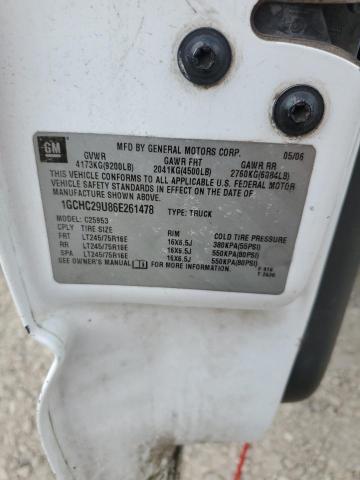 GM
MFD BY GENERAL MOTORS CORP. 05/06
GVWR GAWR FRT GAWR RR
4173KG(9200LB) 2041KG(4500LB) 2760KG(6084LB)
THIS VEHICLE CONFORMS TO ALL APPLICABLE U.S. FEDERAL MOTOR
VEHICLE SAFETY STANDARDS IN EFFECT ON THE DATE OF
MANUFACTURE SHOWN ABOVE.
1GCHC29U86E261478 TYPE: TRUCK
MODEL: C25953
CPLY TIRE SIZE RIM COLD TIRE PRESSURE
FRT LT245/75R16E 16X6.5J 380KPA(55PSI)
RR LT245/75R16E 16X6.5J 550KPA(80PSI)
SPA LT245/75R16E 16X6.5J 550KPA(80PSI)
SEE OWNER'S MANUAL FOR MORE INFORMATION.